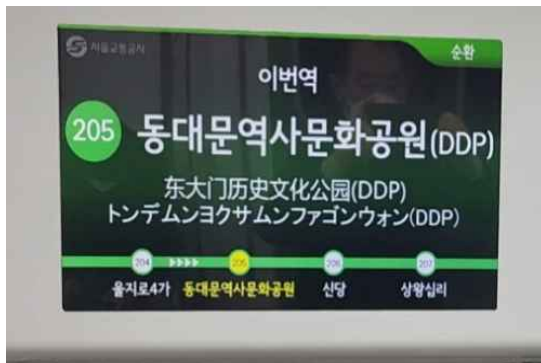 서울교통공사
순환
이번역
205 동대문역사문화공원(DDP)
东大门历史文化公园(DDP)
トンデムンヨクサムンファゴンウォン(DDP)
204 205 206 207
을지로4가 동대문역사문화공원 신당 상왕십리